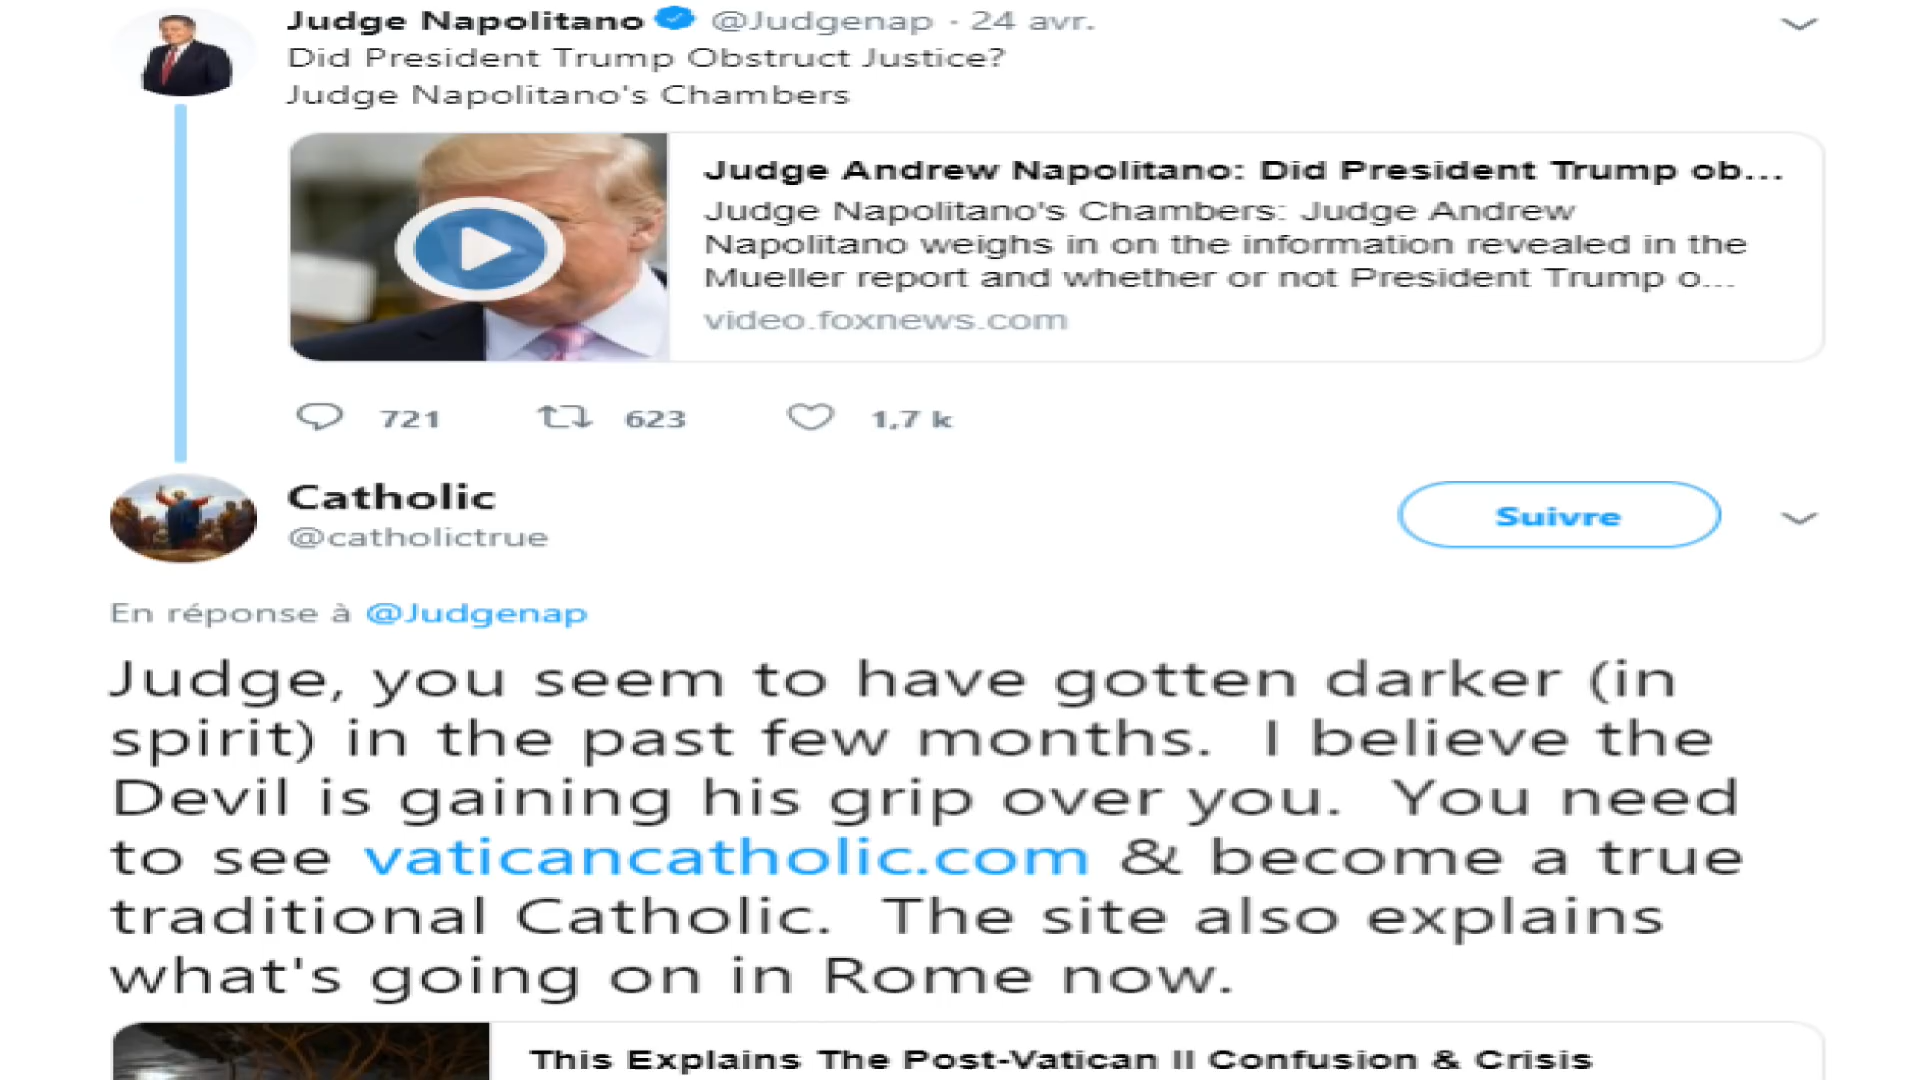 Judge Napolitano @Judgenap · 24 avr.
Did President Trump Obstruct Justice?
Judge Napolitano's Chambers
Judge Andrew Napolitano: Did President Trump ob...
Judge Napolitano's Chambers: Judge Andrew
Napolitano weighs in on the information revealed in the
Mueller report and whether or not President Trump o...
video.foxnews.com
721 623 1,7 k
Catholic
@catholictrue
Suivre
En réponse à @Judgenap
Judge, you seem to have gotten darker (in
spirit) in the past few months. I believe the
Devil is gaining his grip over you. You need
to see vaticancatholic.com & become a true
traditional Catholic. The site also explains
what's going on in Rome now.
This Explains The Post-Vatican II Confusion & Crisis